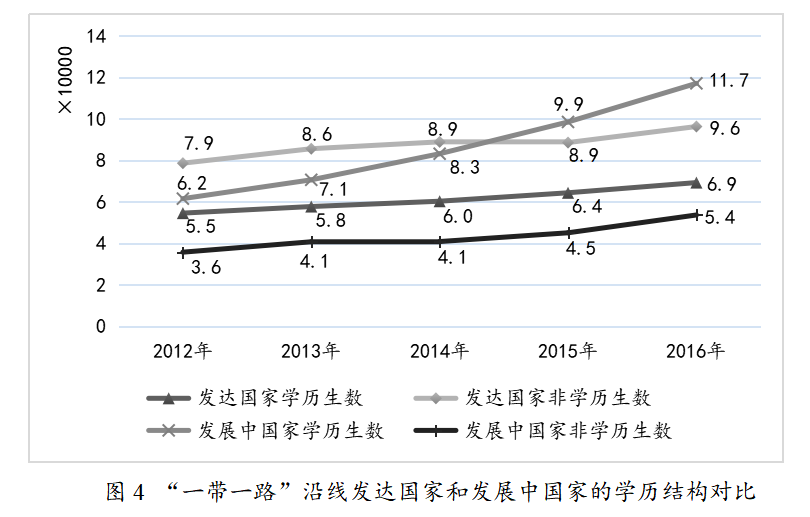 ×10000
14
12
10
8
6
4
2
0
7.9 8.6 8.9 8.9 9.6
6.2 7.1 8.3 9.9 11.7
5.5 5.8 6.0 6.4 6.9
3.6 4.1 4.1 4.5 5.4
2012年 2013年 2014年 2015年 2016年
发达国家学历生数 发达国家非学历生数
发展中国家学历生数 发展中国家非学历生数
图 4 “一带一路”沿线发达国家和发展中国家的学历结构对比